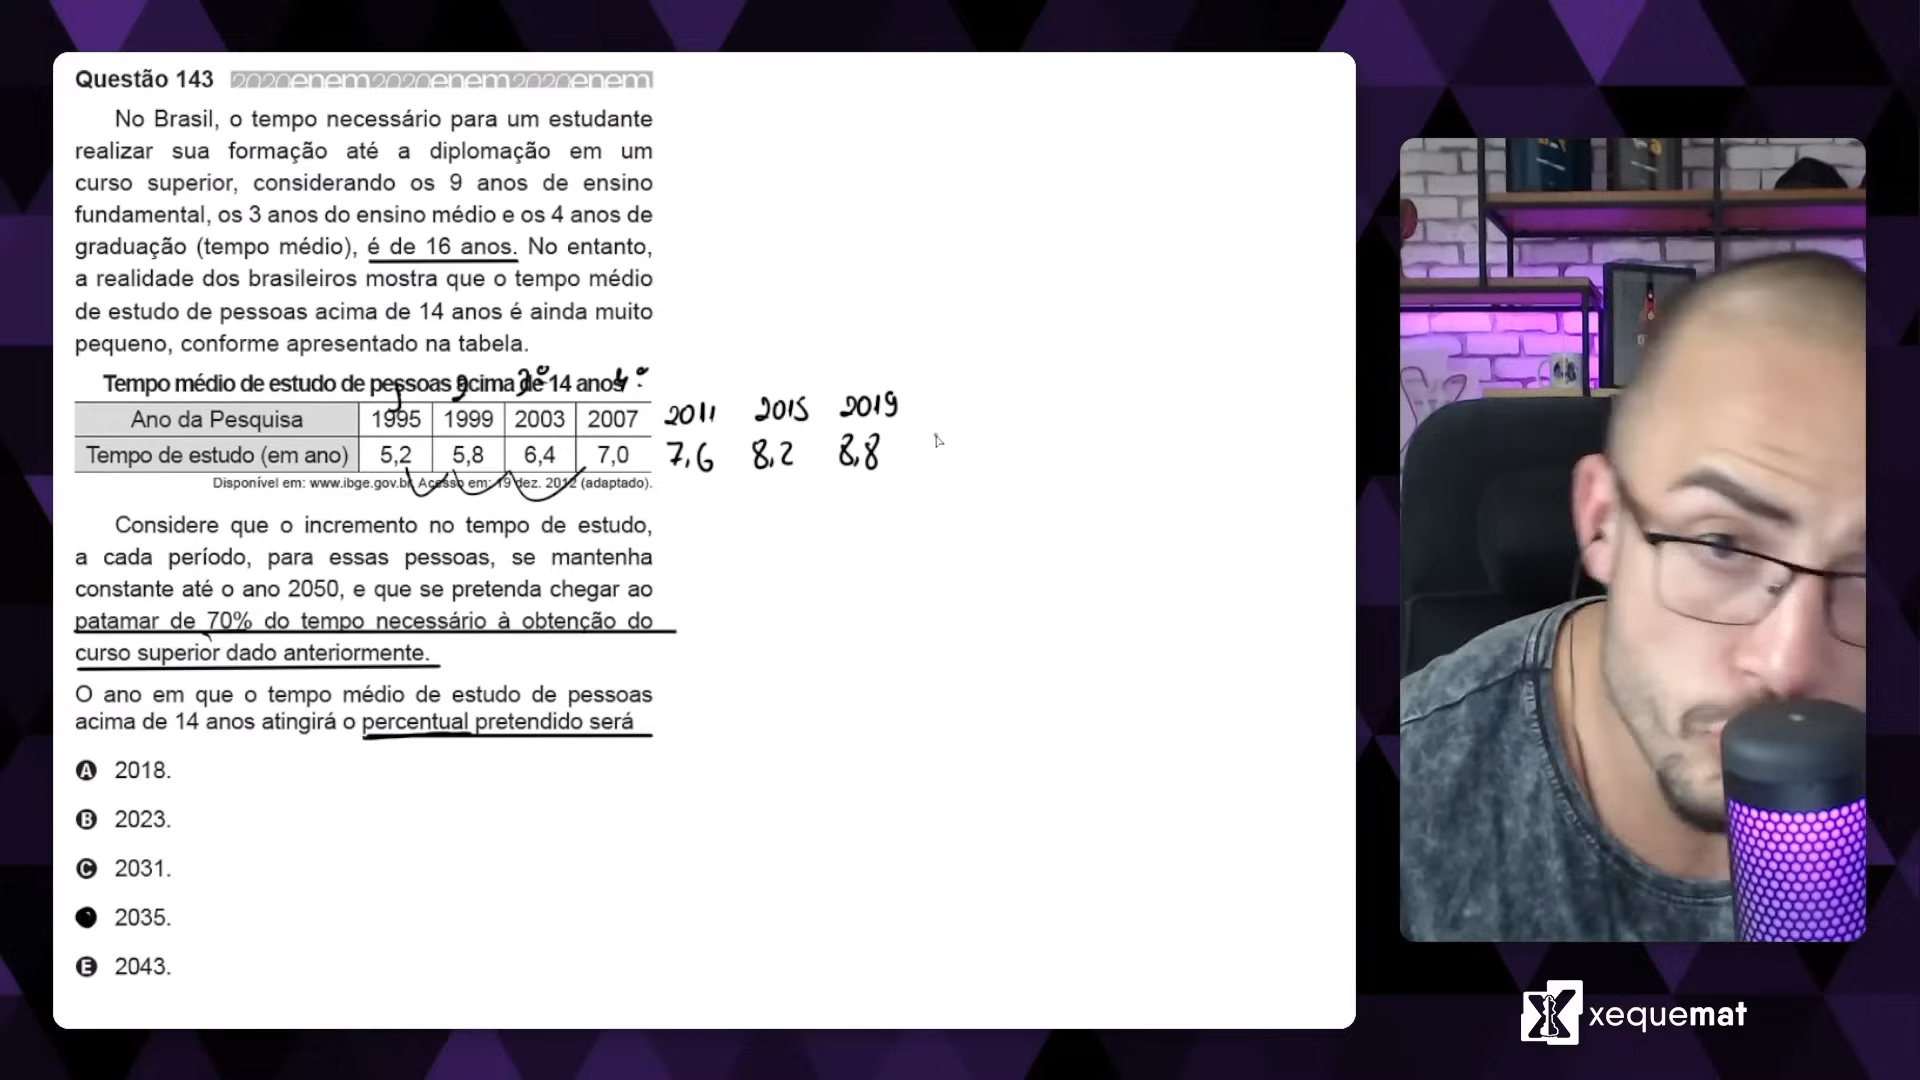 Questão 143 2020enem2020enem2020enem
No Brasil, o tempo necessário para um estudante
realizar sua formação até a diplomação em um
curso superior, considerando os 9 anos de ensino
fundamental, os 3 anos do ensino médio e os 4 anos de
graduação (tempo médio), é de 16 anos. No entanto,
a realidade dos brasileiros mostra que o tempo médio
de estudo de pessoas acima de 14 anos é ainda muito
pequeno, conforme apresentado na tabela.
3º 4º
Tempo médio de estudo de pessoas acima de 14 anos
Ano da Pesquisa 1995 1999 2003 2007 2011 2015 2019
Tempo de estudo (em ano) 5,2 5,8 6,4 7,0 7,6 8,2 8,8
Disponível em: www.ibge.gov.br. Acesso em: 19 dez. 2012 (adaptado).
Considere que o incremento no tempo de estudo,
a cada período, para essas pessoas, se mantenha
constante até o ano 2050, e que se pretenda chegar ao
patamar de 70% do tempo necessário à obtenção do
curso superior dado anteriormente.
O ano em que o tempo médio de estudo de pessoas
acima de 14 anos atingirá o percentual pretendido será
A 2018.
B 2023.
C 2031.
2035.
E 2043.
xequemat